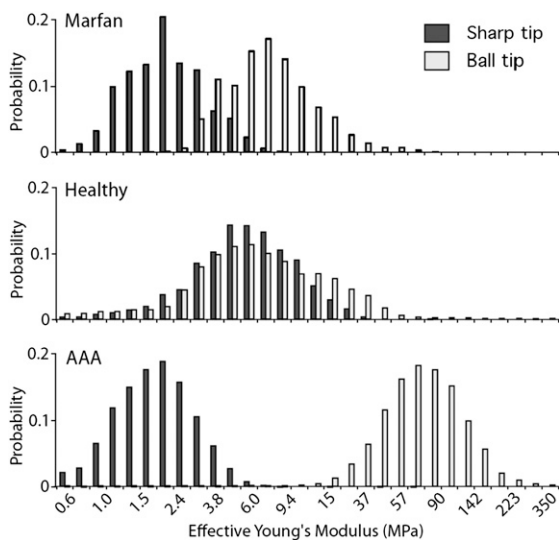 Marfan
Sharp tip
Ball tip
Probability
0.2
0.1
0
Healthy
Probability
0.2
0.1
0
AAA
Probability
0.2
0.1
0
0.6 1.0 1.5 2.4 3.8 6.0 9.4 15 37 57 90 142 223 350
Effective Young's Modulus (MPa)